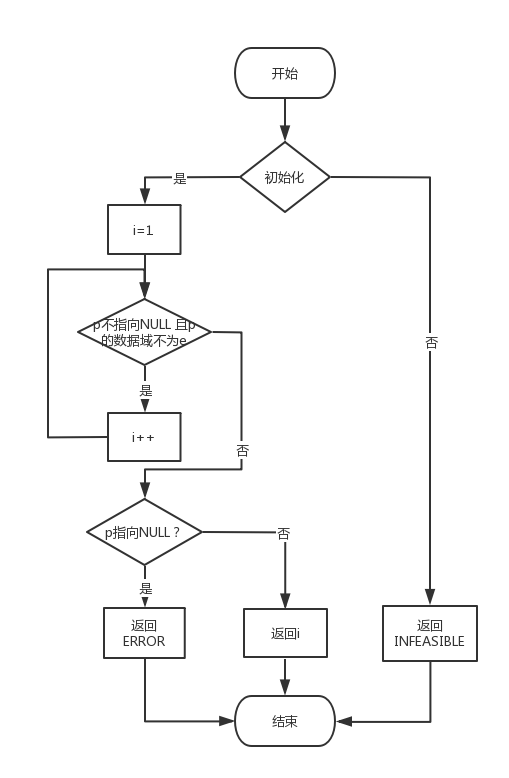 开始
初始化
是
i=1
p不指向NULL 且p
的数据域不为e
否
是
i++
否
p指向NULL？
否
是
返回
ERROR
返回i
返回
INFEASIBLE
结束